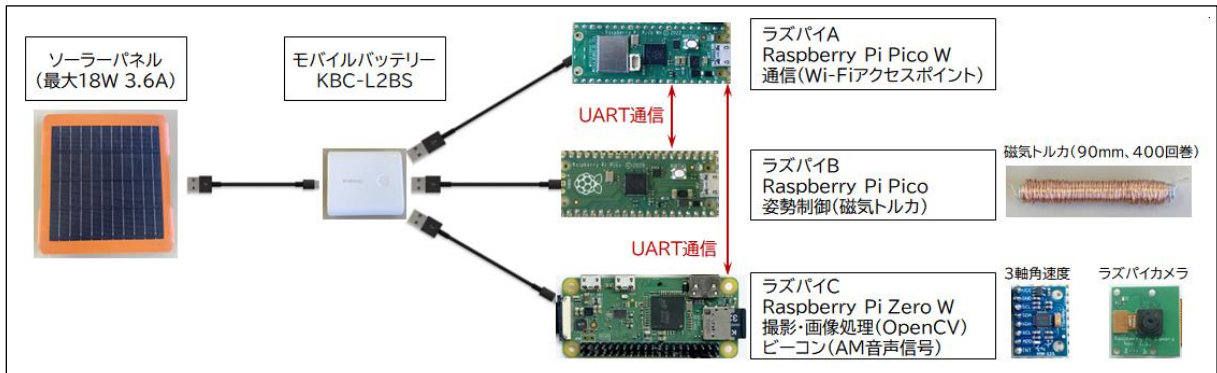 ソーラーパネル
(最大18W 3.6A)
モバイルバッテリー
KBC-L2BS
ラズパイA
Raspberry Pi Pico W
通信(Wi-Fiアクセスポイント)
UART通信
ラズパイB
Raspberry Pi Pico
姿勢制御(磁気トルカ)
磁気トルカ(90mm、400回巻)
UART通信
ラズパイC
Raspberry Pi Zero W
撮影・画像処理(OpenCV)
ビーコン(AM音声信号)
3軸角速度
ラズパイカメラ